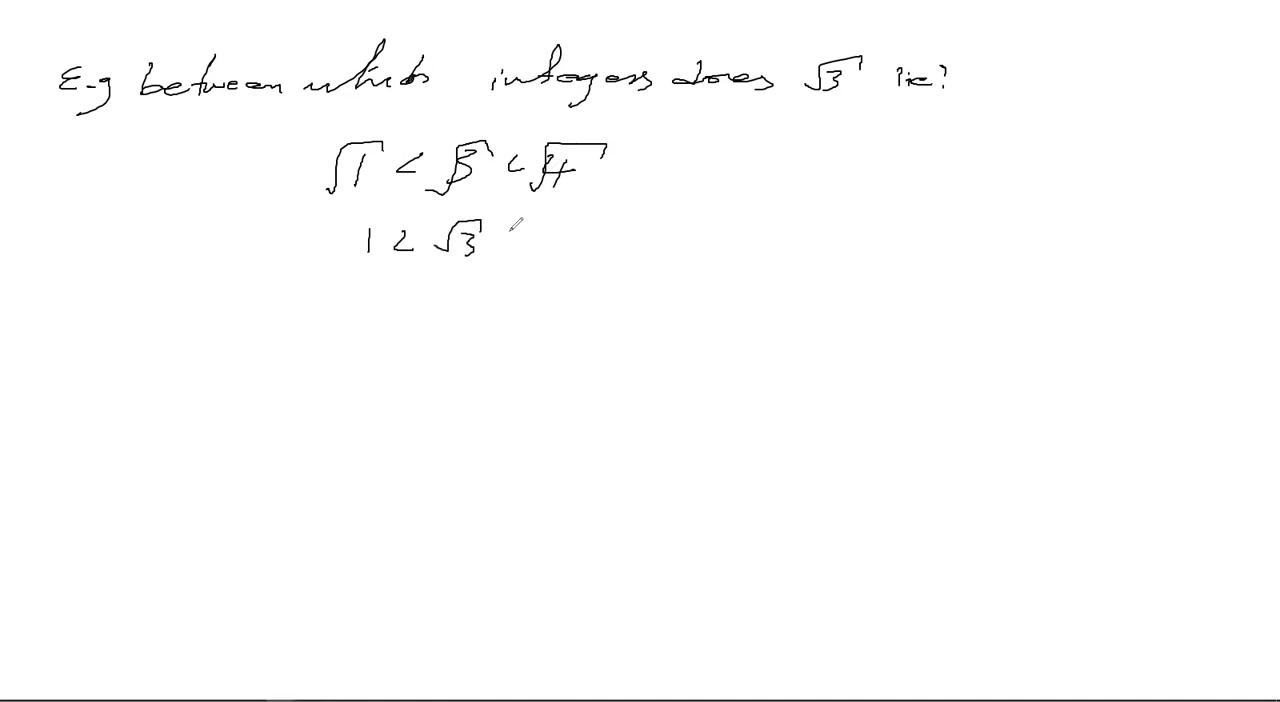 E.g between which integers does √3 lie?
√1 < √3 < √4
1 < √3